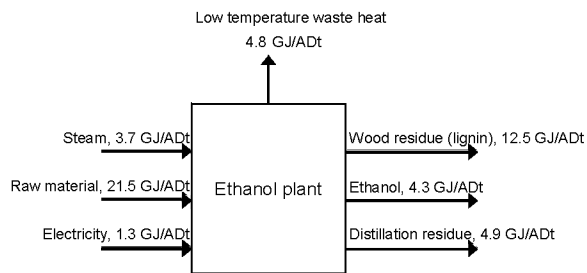 Low temperature waste heat
4.8 GJ/ADt
Steam, 3.7 GJ/ADt
Wood residue (lignin), 12.5 GJ/ADt
Raw material, 21.5 GJ/ADt
Ethanol plant
Ethanol, 4.3 GJ/ADt
Electricity, 1.3 GJ/ADt
Distillation residue, 4.9 GJ/ADt